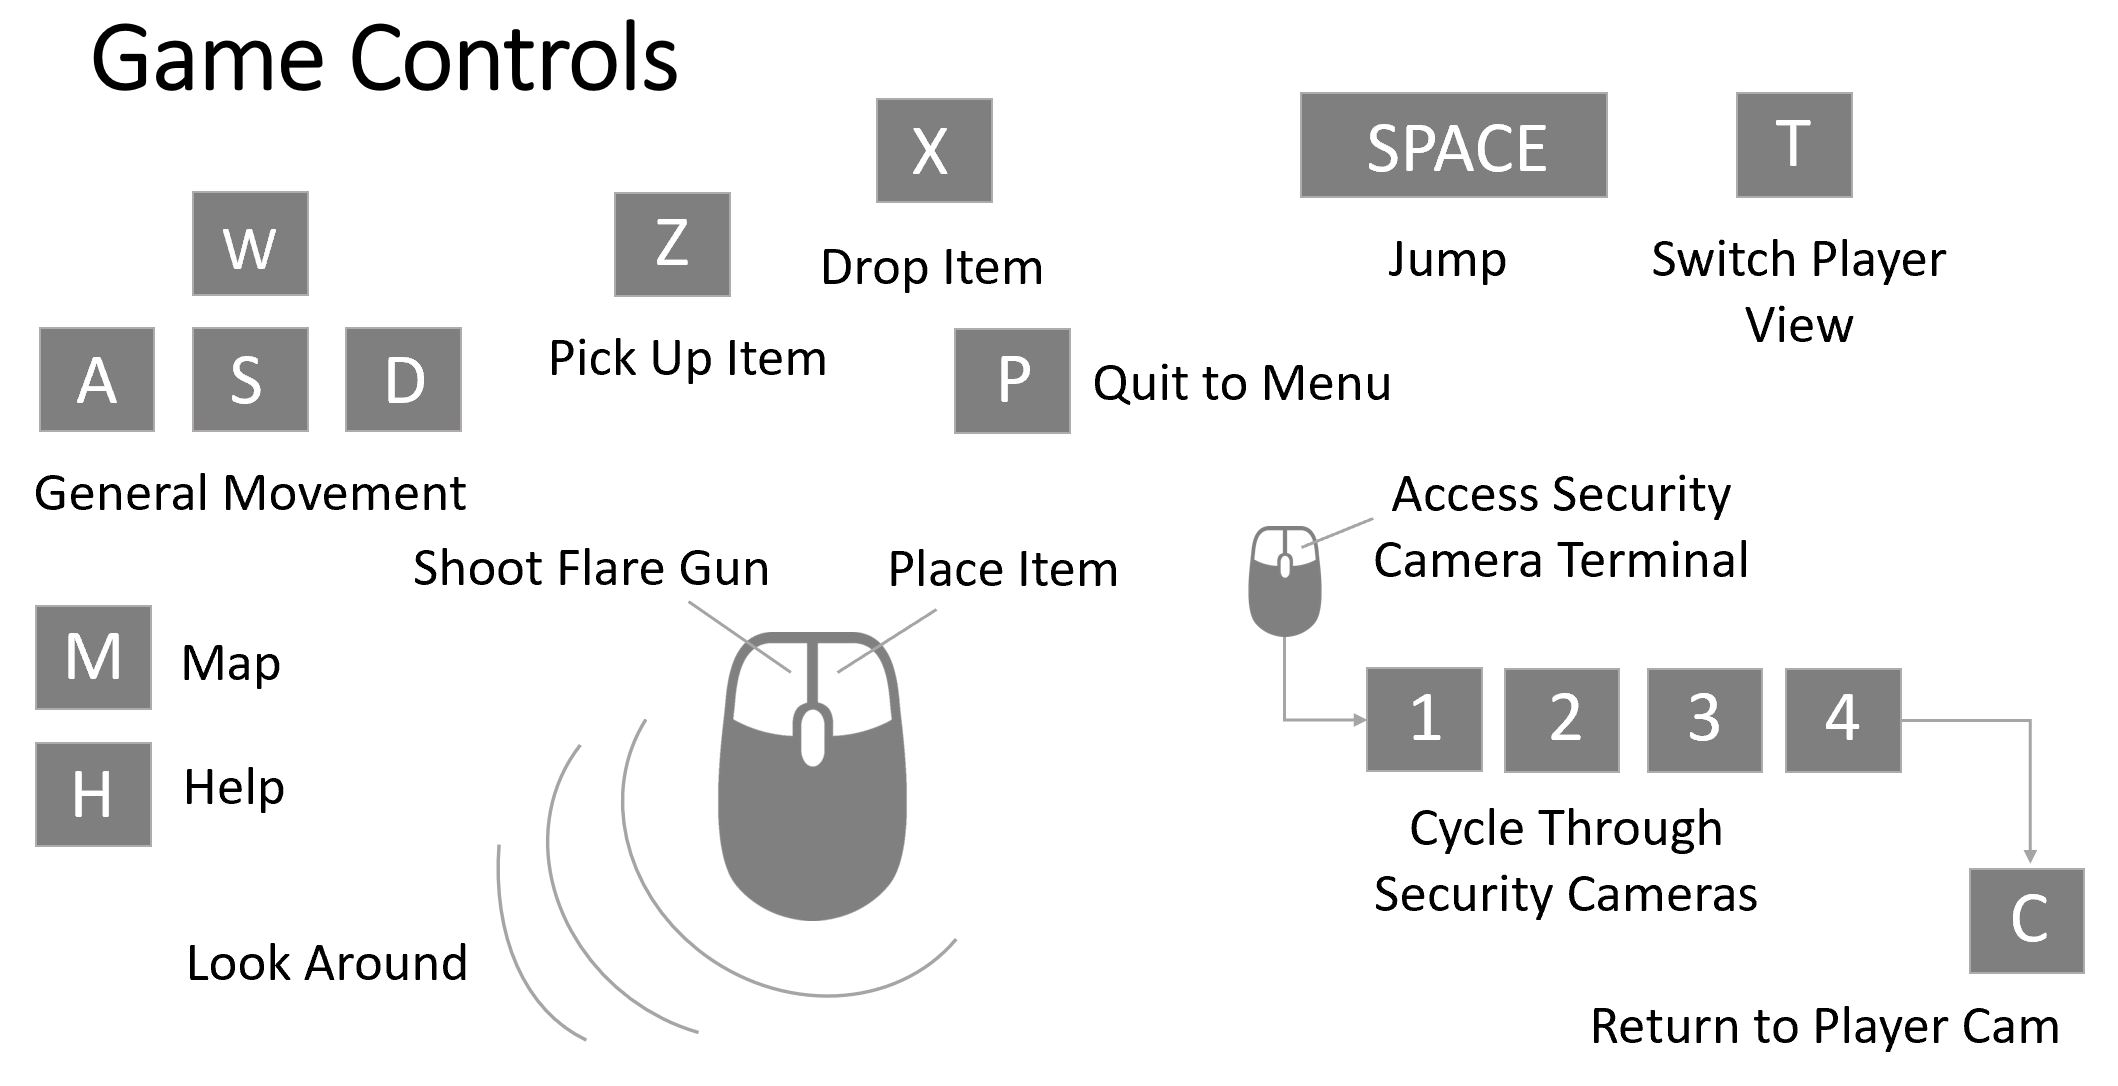 Game Controls
W
A S D
General Movement
Z
Pick Up Item
X
Drop Item
P Quit to Menu
SPACE
Jump
T
Switch Player
View
M Map
H Help
Shoot Flare Gun
Place Item
Look Around
Access Security
Camera Terminal
1 2 3 4
Cycle Through
Security Cameras
C
Return to Player Cam